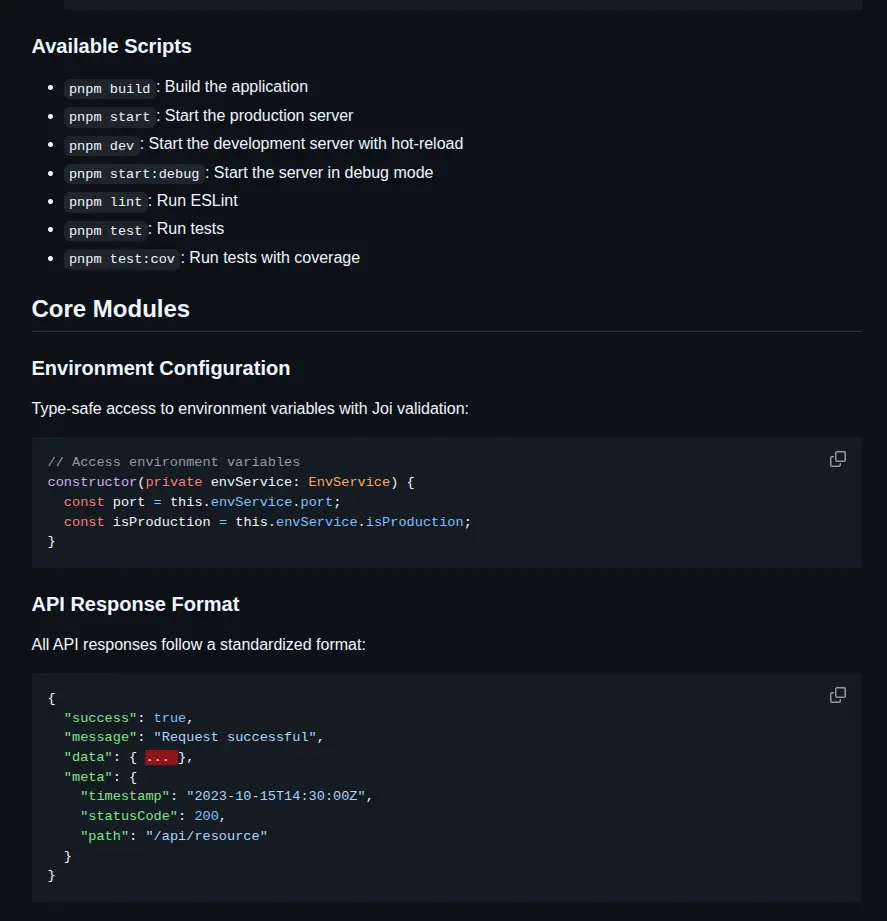 Available Scripts
pnpm build: Build the application
pnpm start: Start the production server
pnpm dev: Start the development server with hot-reload
pnpm start:debug: Start the server in debug mode
pnpm lint: Run ESLint
pnpm test: Run tests
pnpm test:cov: Run tests with coverage
Core Modules
Environment Configuration
Type-safe access to environment variables with Joi validation:
// Access environment variables
constructor(private envService: EnvService) {
  const port = this.envService.port;
  const isProduction = this.envService.isProduction;
}
API Response Format
All API responses follow a standardized format:
{
  "success": true,
  "message": "Request successful",
  "data": { ... },
  "meta": {
    "timestamp": "2023-10-15T14:30:00Z",
    "statusCode": 200,
    "path": "/api/resource"
  }
}